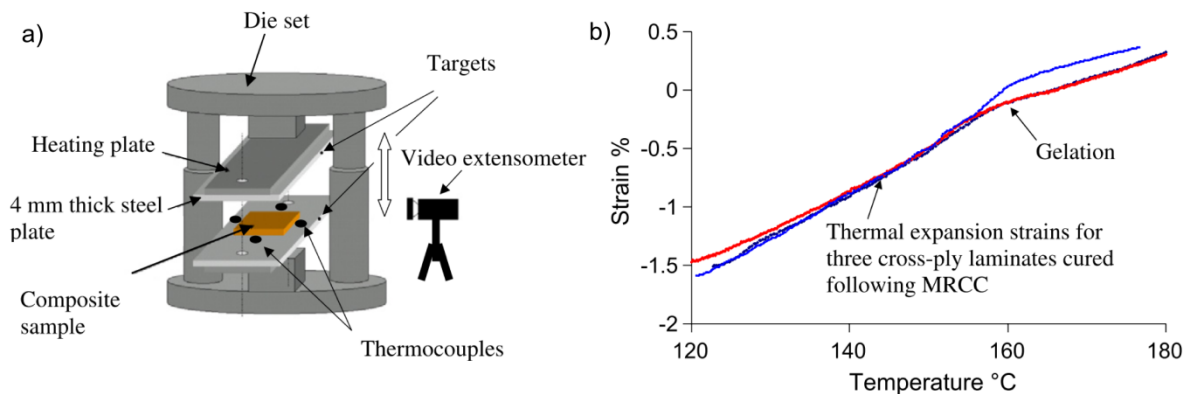 a)
Die set
Targets
Heating plate
Video extensometer
4 mm thick steel
plate
Composite
sample
Thermocouples
b)
0.5
0
-0.5
-1
-1.5
-2
Strain %
120
140
160
180
Temperature °C
Gelation
Thermal expansion strains for
three cross-ply laminates cured
following MRCC